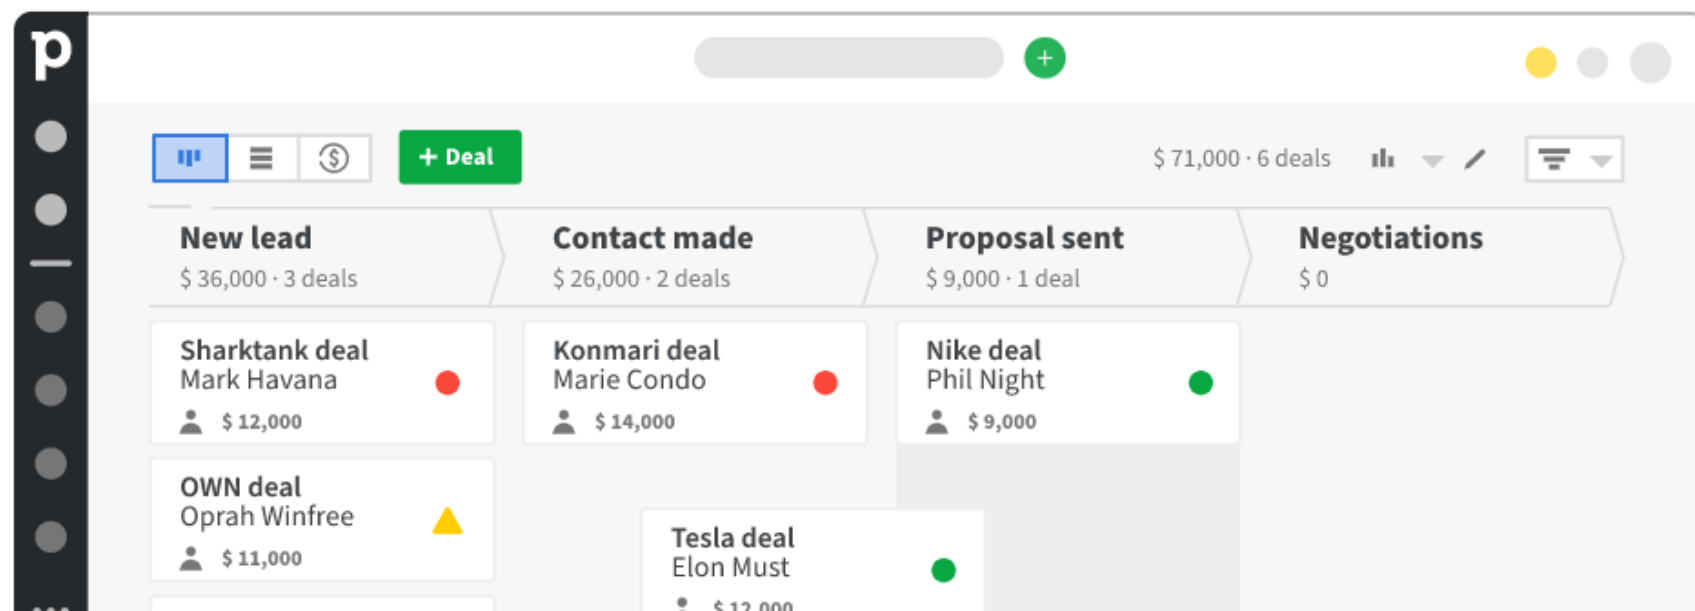 p
+ Deal
$ 71,000 · 6 deals
New lead
$ 36,000 · 3 deals
Contact made
$ 26,000 · 2 deals
Proposal sent
$ 9,000 · 1 deal
Negotiations
$ 0
Sharktank deal
Mark Havana
$ 12,000
Konmari deal
Marie Condo
$ 14,000
Nike deal
Phil Night
$ 9,000
OWN deal
Oprah Winfree
$ 11,000
Tesla deal
Elon Must
$ 12,000